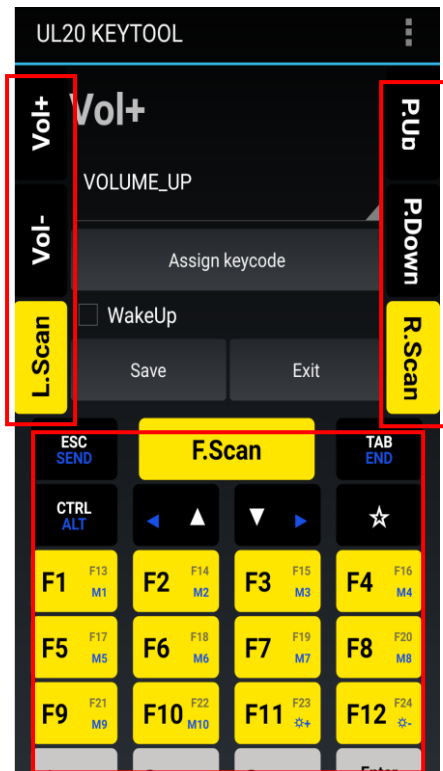 UL20 KEYTOOL
Vol+
Vol+
P.Up
VOLUME_UP
Vol-
P.Down
Assign keycode
WakeUp
L.Scan
R.Scan
Save Exit
ESC SEND F.Scan TAB END
CTRL ALT
F1 F13 M1 F2 F14 M2 F3 F15 M3 F4 F16 M4
F5 F17 M5 F6 F18 M6 F7 F19 M7 F8 F20 M8
F9 F21 M9 F10 F22 M10 F11 F23 ☼+ F12 F24 ☼-